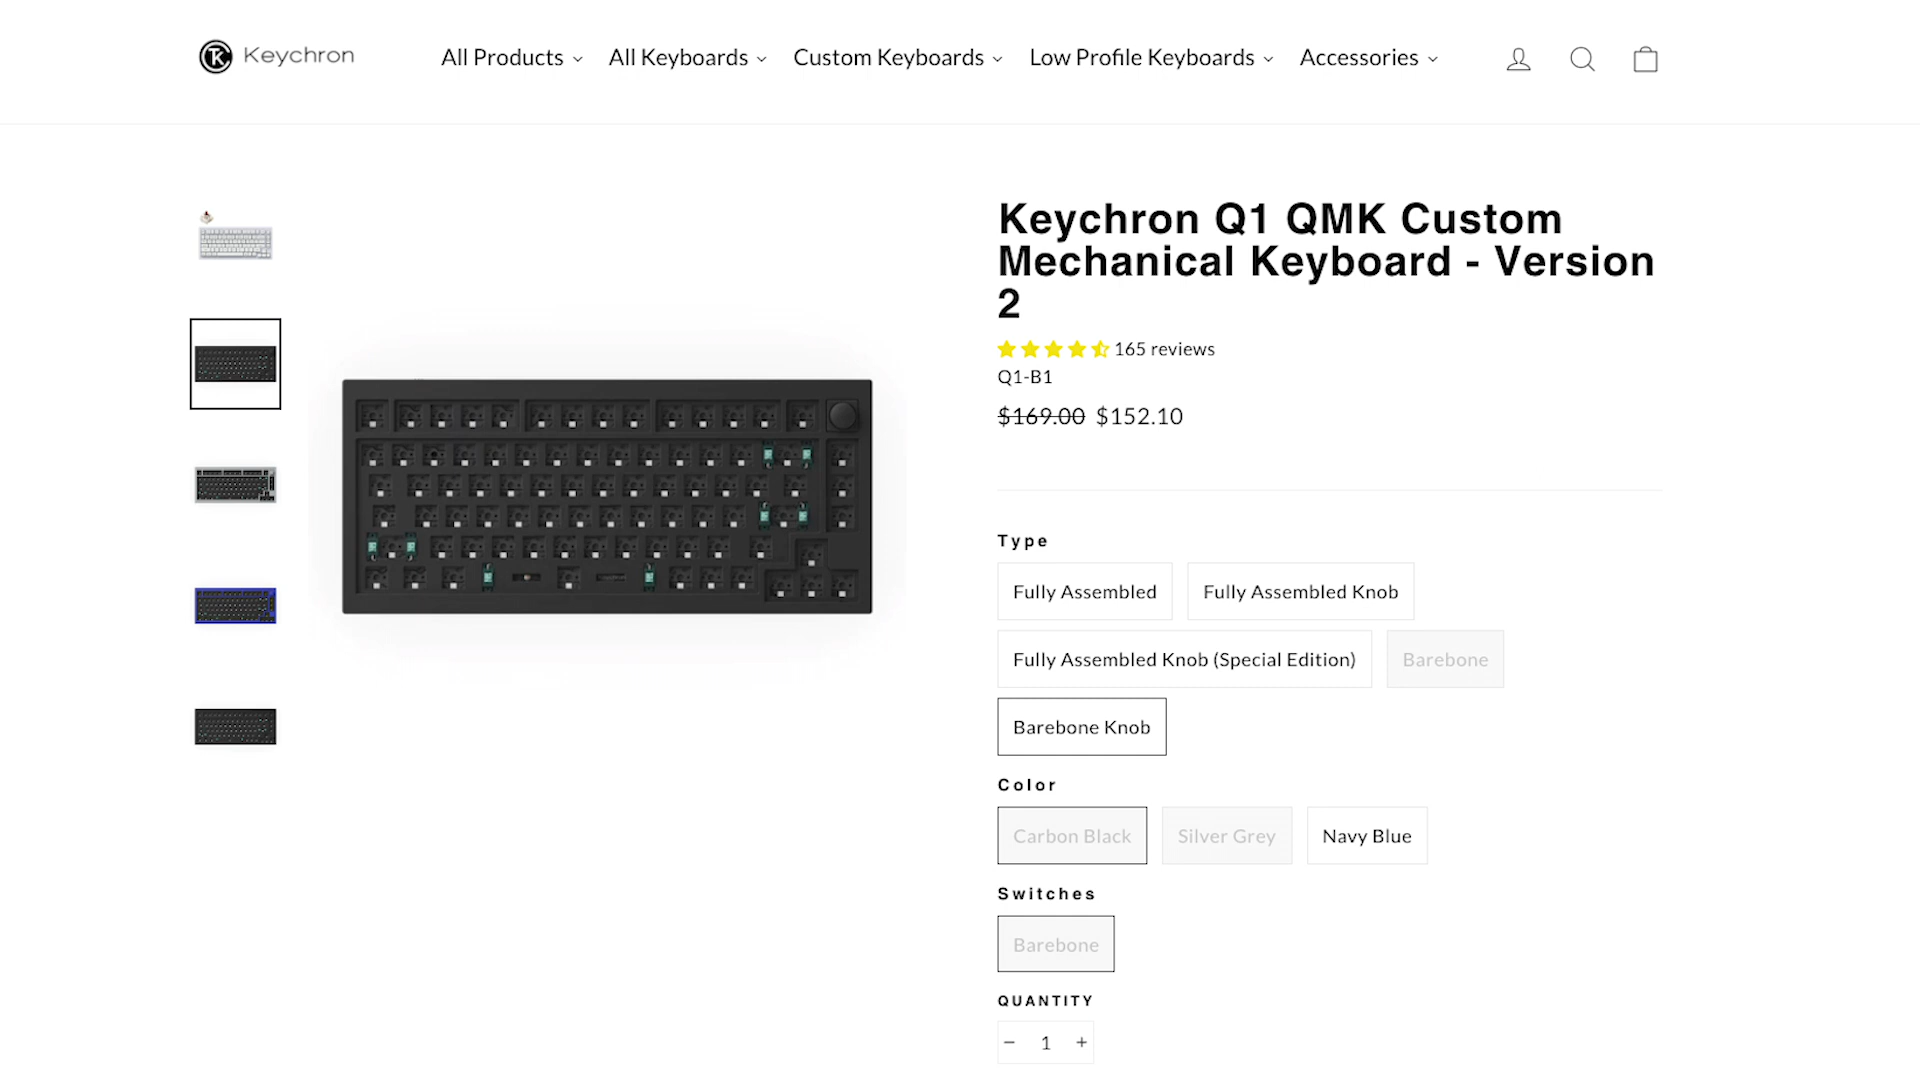 Keychron
All Products
All Keyboards
Custom Keyboards
Low Profile Keyboards
Accessories
Keychron Q1 QMK Custom
Mechanical Keyboard - Version
2
165 reviews
Q1-B1
$169.00 $152.10
Type
Fully Assembled
Fully Assembled Knob
Fully Assembled Knob (Special Edition)
Barebone
Barebone Knob
Color
Carbon Black
Silver Grey
Navy Blue
Switches
Barebone
QUANTITY
− 1 +